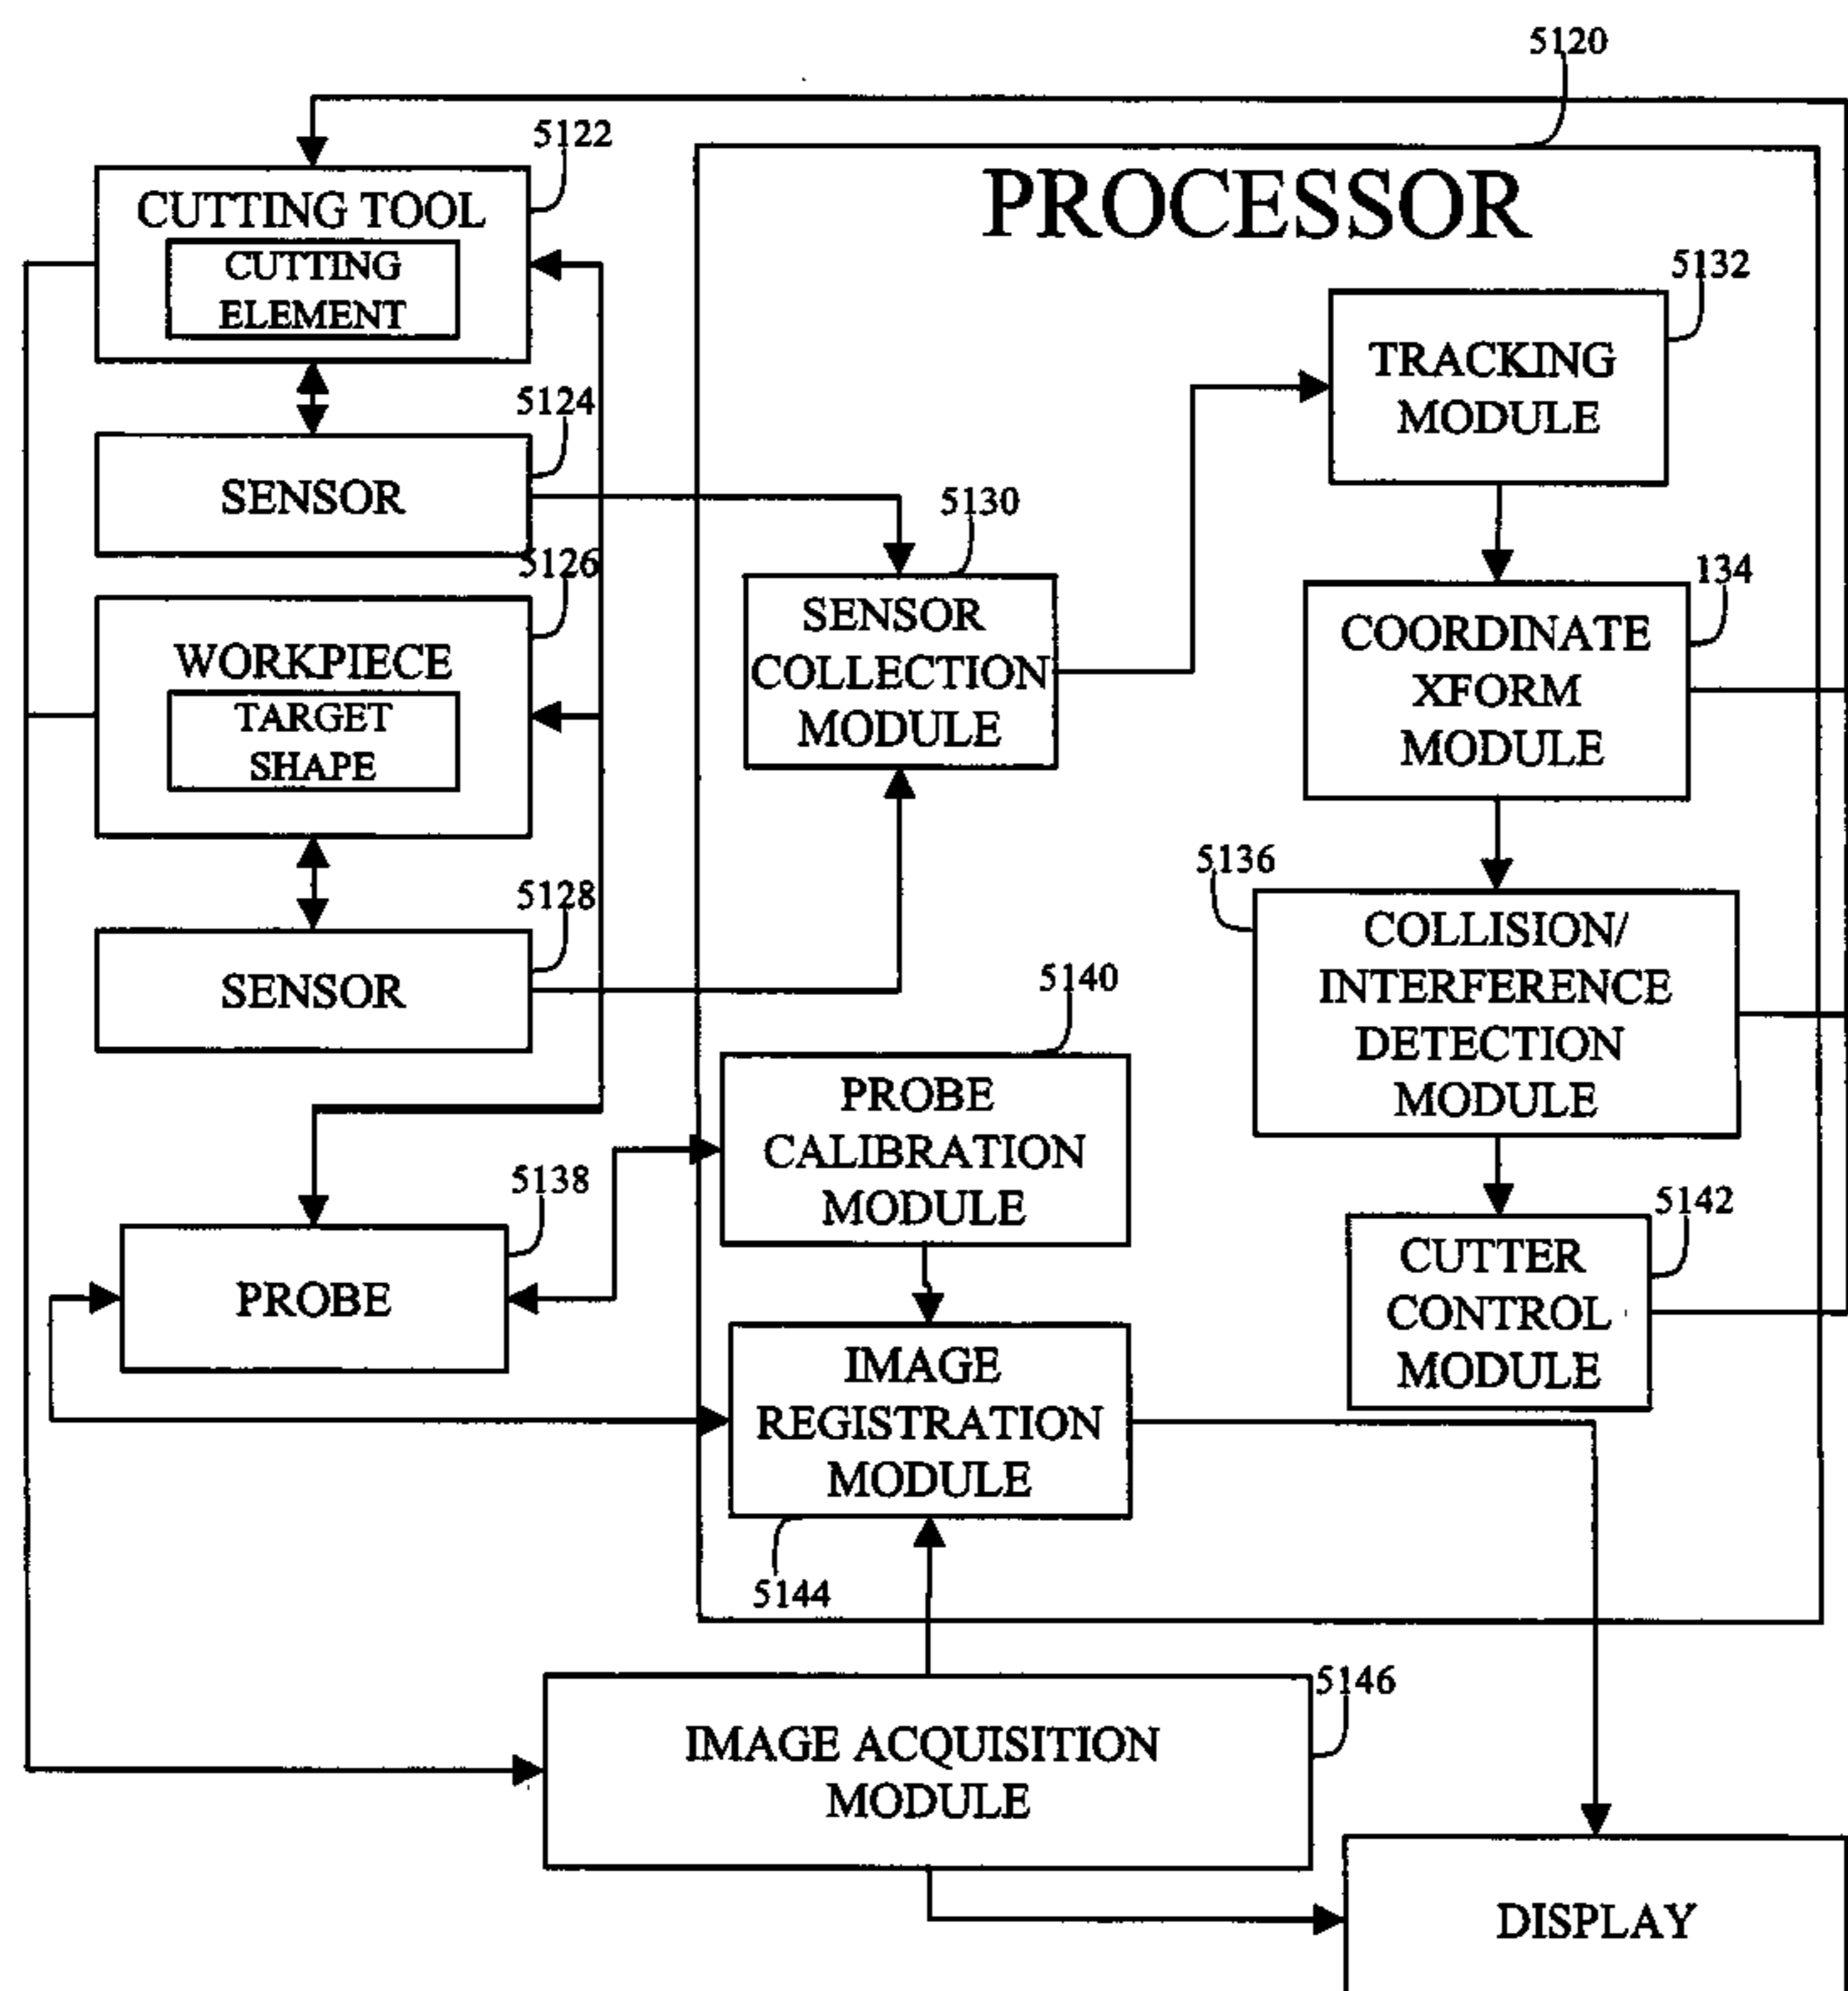 5120
5122
PROCESSOR
CUTTING TOOL
CUTTING
ELEMENT
5132
TRACKING
MODULE
5124
SENSOR
5130
SENSOR
COLLECTION
MODULE
5126
WORKPIECE
TARGET
SHAPE
134
COORDINATE
XFORM
MODULE
5128
SENSOR
5136
COLLISION/
INTERFERENCE
DETECTION
MODULE
5140
PROBE
CALIBRATION
MODULE
5138
PROBE
5142
CUTTER
CONTROL
MODULE
IMAGE
REGISTRATION
MODULE
5144
5146
IMAGE ACQUISITION
MODULE
DISPLAY